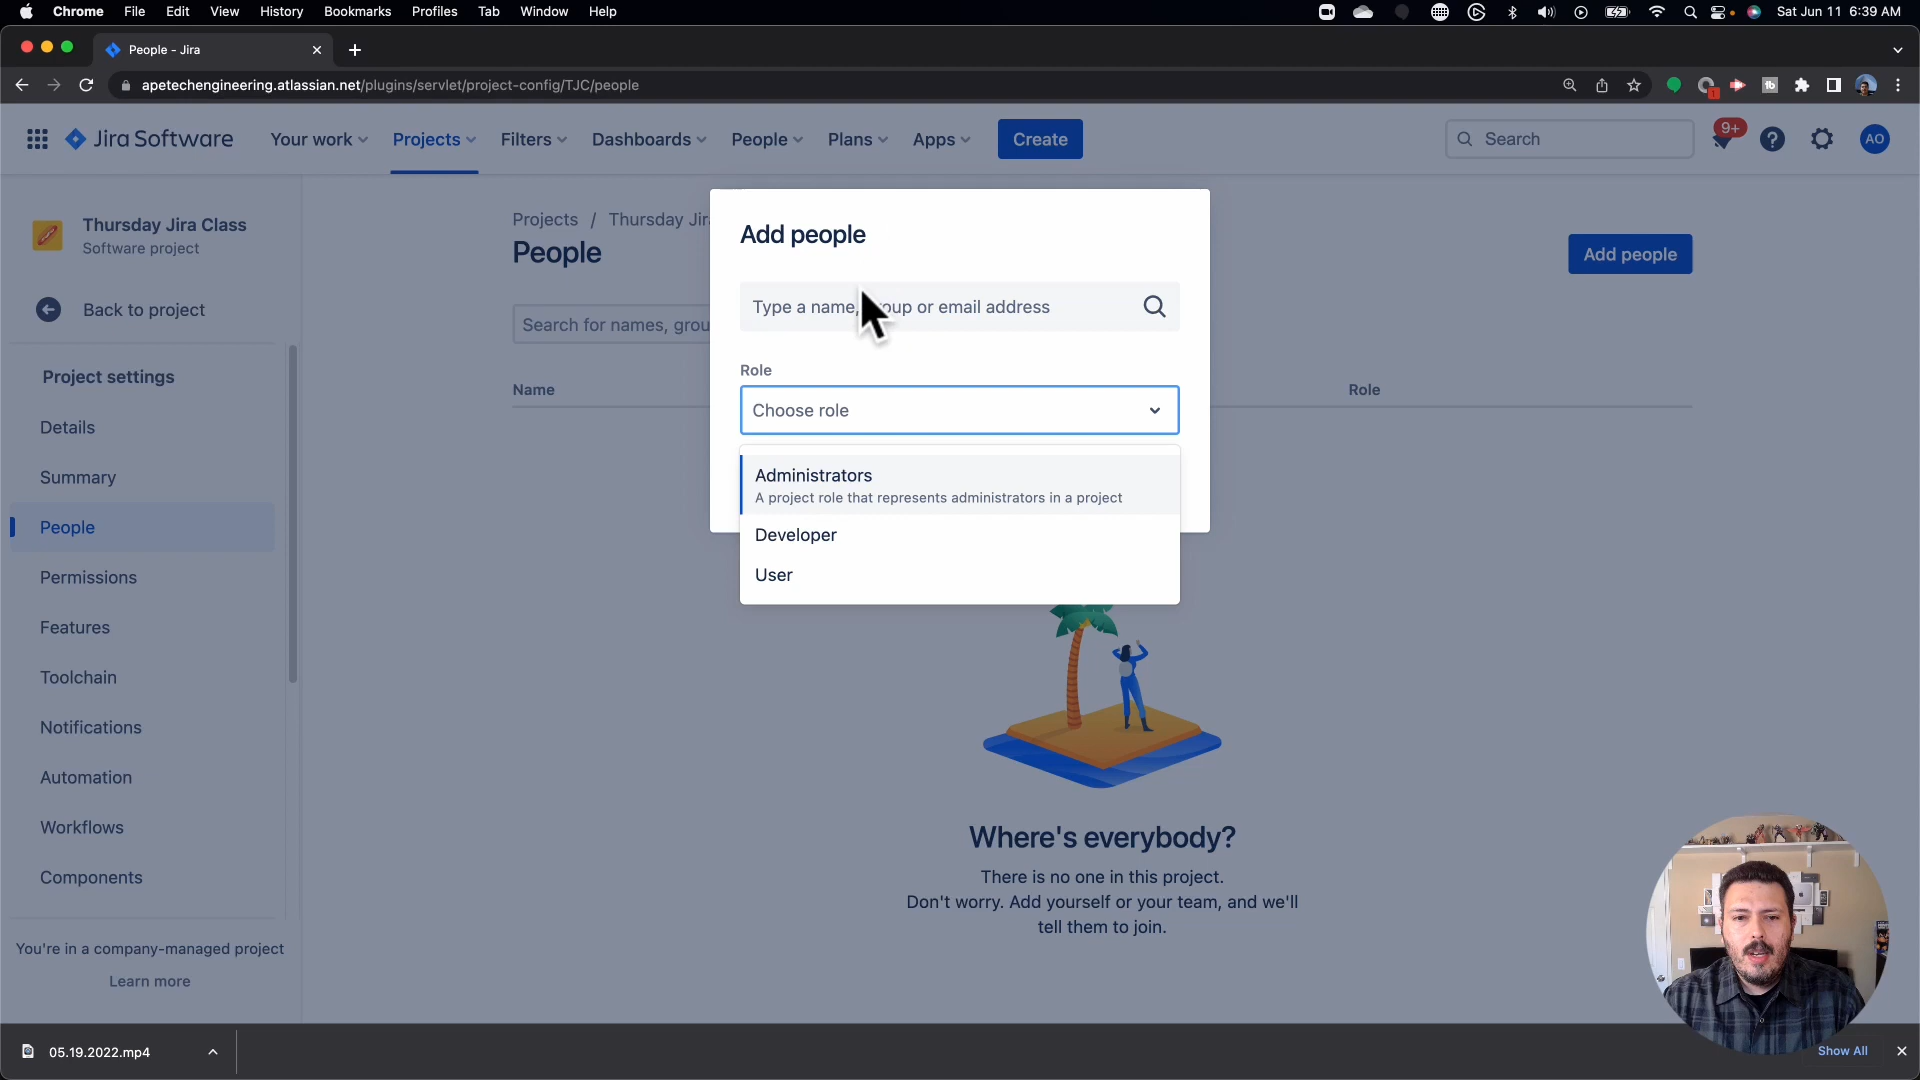 Chrome File Edit View History Bookmarks Profiles Tab Window Help Sat Jun 11 6:39 AM
People - Jira
apetechengineering.atlassian.net/plugins/servlet/project-config/TJC/people
Jira Software Your work Projects Filters Dashboards People Plans Apps Create Search 9+ AO
Thursday Jira Class
Software project
Back to project
Project settings
Details
Summary
People
Permissions
Features
Toolchain
Notifications
Automation
Workflows
Components
You're in a company-managed project
Learn more
Projects / Thursday Jir
People
Add people
Search for names, grou
Name Role
Add people
Type a name, oup or email address
Role
Choose role
Administrators
A project role that represents administrators in a project
Developer
User
Where's everybody?
There is no one in this project.
Don't worry. Add yourself or your team, and we'll
tell them to join.
05.19.2022.mp4
Show All